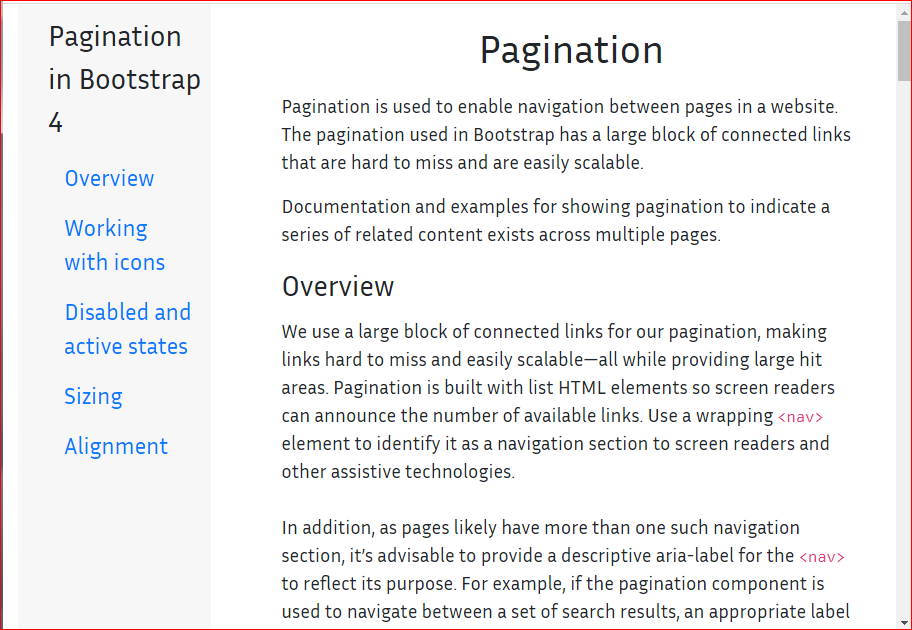 Pagination
in Bootstrap
4
Overview
Working
with icons
Disabled and
active states
Sizing
Alignment
Pagination
Pagination is used to enable navigation between pages in a website.
The pagination used in Bootstrap has a large block of connected links
that are hard to miss and are easily scalable.
Documentation and examples for showing pagination to indicate a
series of related content exists across multiple pages.
Overview
We use a large block of connected links for our pagination, making
links hard to miss and easily scalable—all while providing large hit
areas. Pagination is built with list HTML elements so screen readers
can announce the number of available links. Use a wrapping <nav>
element to identify it as a navigation section to screen readers and
other assistive technologies.
In addition, as pages likely have more than one such navigation
section, it’s advisable to provide a descriptive aria-label for the <nav>
to reflect its purpose. For example, if the pagination component is
used to navigate between a set of search results, an appropriate label